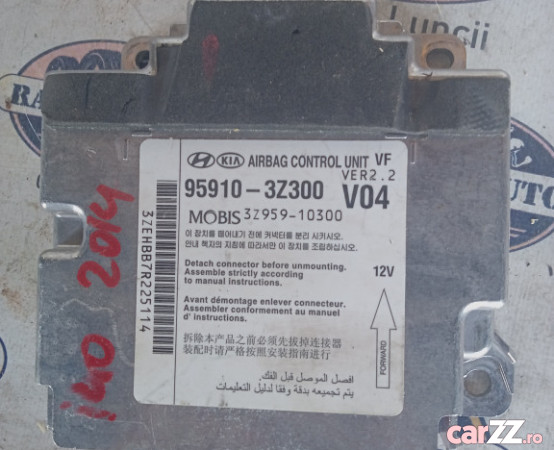 Luncii
HYUNDAI KIA AIRBAG CONTROL UNIT VF
VER2.2
95910-3Z300 V04
MOBIS 3Z959-10300
이 장치를 떼어내기 전에 커넥터를 분리 시키시오.
안내 책자의 지침에 따라서만 이 장치를 조립하십시오.
Detach connector before unmounting.
Assemble strictly according
to manual instructions.
12V
Avant démontage enlever connecteur.
Assembler conformement au manuel
d' instructions.
拆除本产品之前必须先拔掉连接器
装配时请严格按照安装指南进行
افصل الموصل قبل الفك.
يتم تجميعه بدقة وفقا لدليل التعليمات
FORWARD
3ZEHBB7R225114
i40 2014
AUTO
carZZ.ro